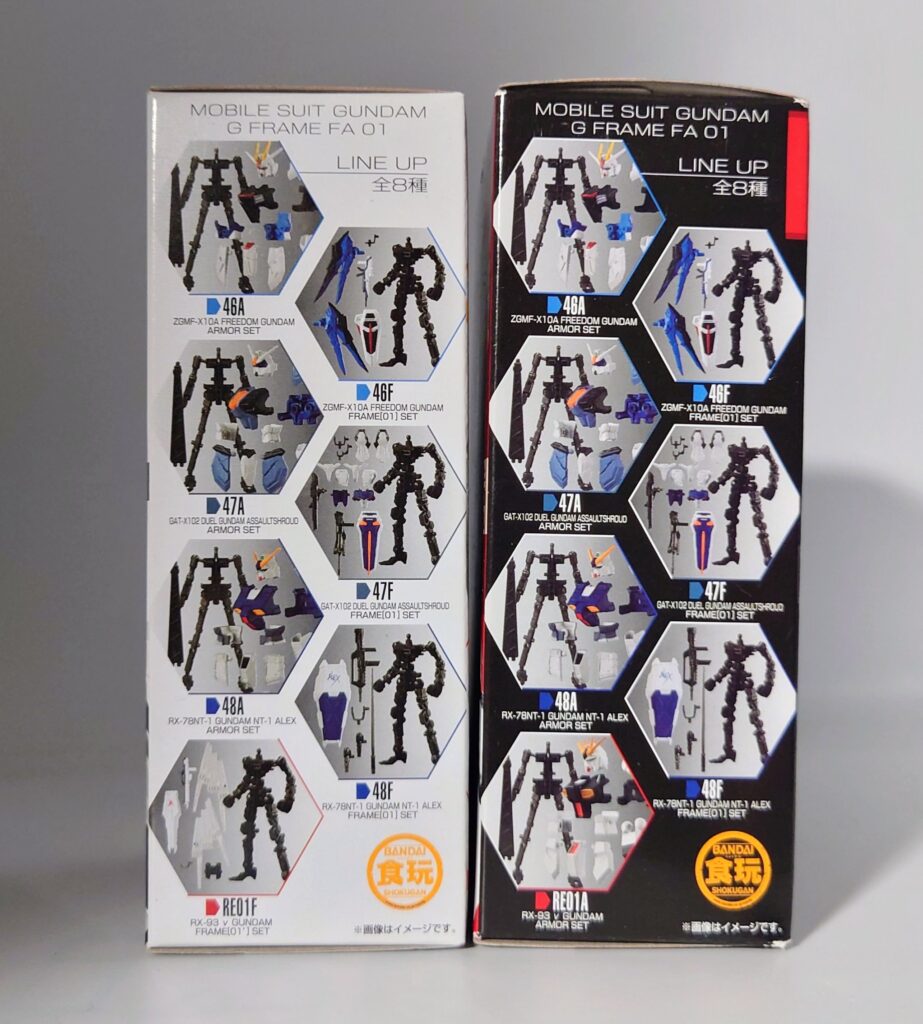 MOBILE SUIT GUNDAM
G FRAME FA 01
LINE UP
全8種
46A
ZGMF-X10A FREEDOM GUNDAM
ARMOR SET
46F
ZGMF-X10A FREEDOM GUNDAM
FRAME[01] SET
47A
GAT-X102 DUEL GUNDAM ASSAULTSHROUD
ARMOR SET
47F
GAT-X102 DUEL GUNDAM ASSAULTSHROUD
FRAME[01] SET
48A
RX-78NT-1 GUNDAM NT-1 ALEX
ARMOR SET
48F
RX-78NT-1 GUNDAM NT-1 ALEX
FRAME[01] SET
RE01F
RX-93 ν GUNDAM
FRAME[01'] SET
BANDAI
食玩
SHOKUGAN
※画像はイメージです。
MOBILE SUIT GUNDAM
G FRAME FA 01
LINE UP
全8種
46A
ZGMF-X10A FREEDOM GUNDAM
ARMOR SET
46F
ZGMF-X10A FREEDOM GUNDAM
FRAME[01] SET
47A
GAT-X102 DUEL GUNDAM ASSAULTSHROUD
ARMOR SET
47F
GAT-X102 DUEL GUNDAM ASSAULTSHROUD
FRAME[01] SET
48A
RX-78NT-1 GUNDAM NT-1 ALEX
ARMOR SET
48F
RX-78NT-1 GUNDAM NT-1 ALEX
FRAME[01] SET
RE01A
RX-93 ν GUNDAM
ARMOR SET
BANDAI
食玩
SHOKUGAN
※画像はイメージです。